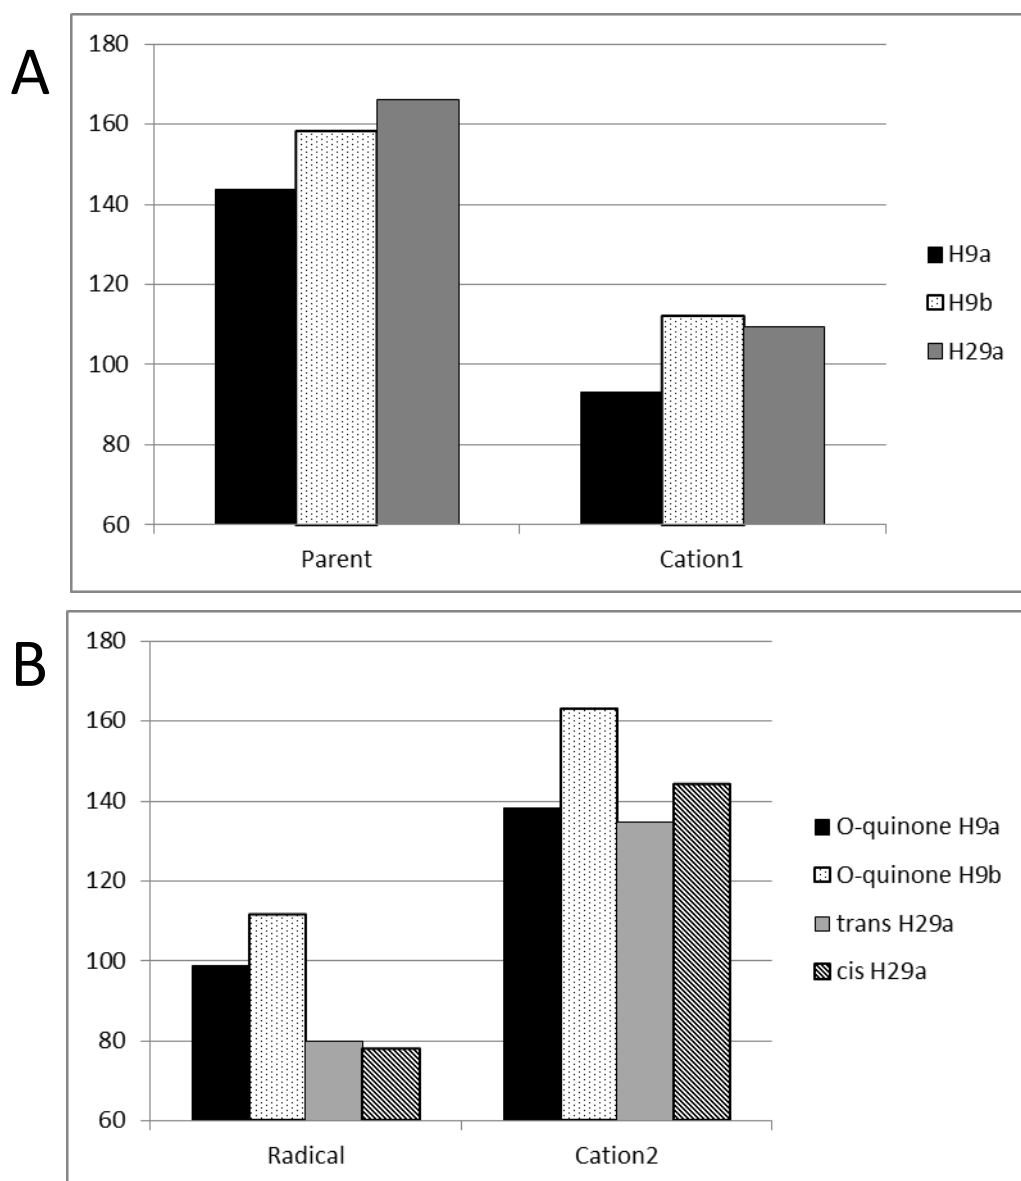 A
180
160
140
120
100
80
60
Parent
Cation1
H9a
H9b
H29a
B
180
160
140
120
100
80
60
Radical
Cation2
O-quinone H9a
O-quinone H9b
trans H29a
cis H29a